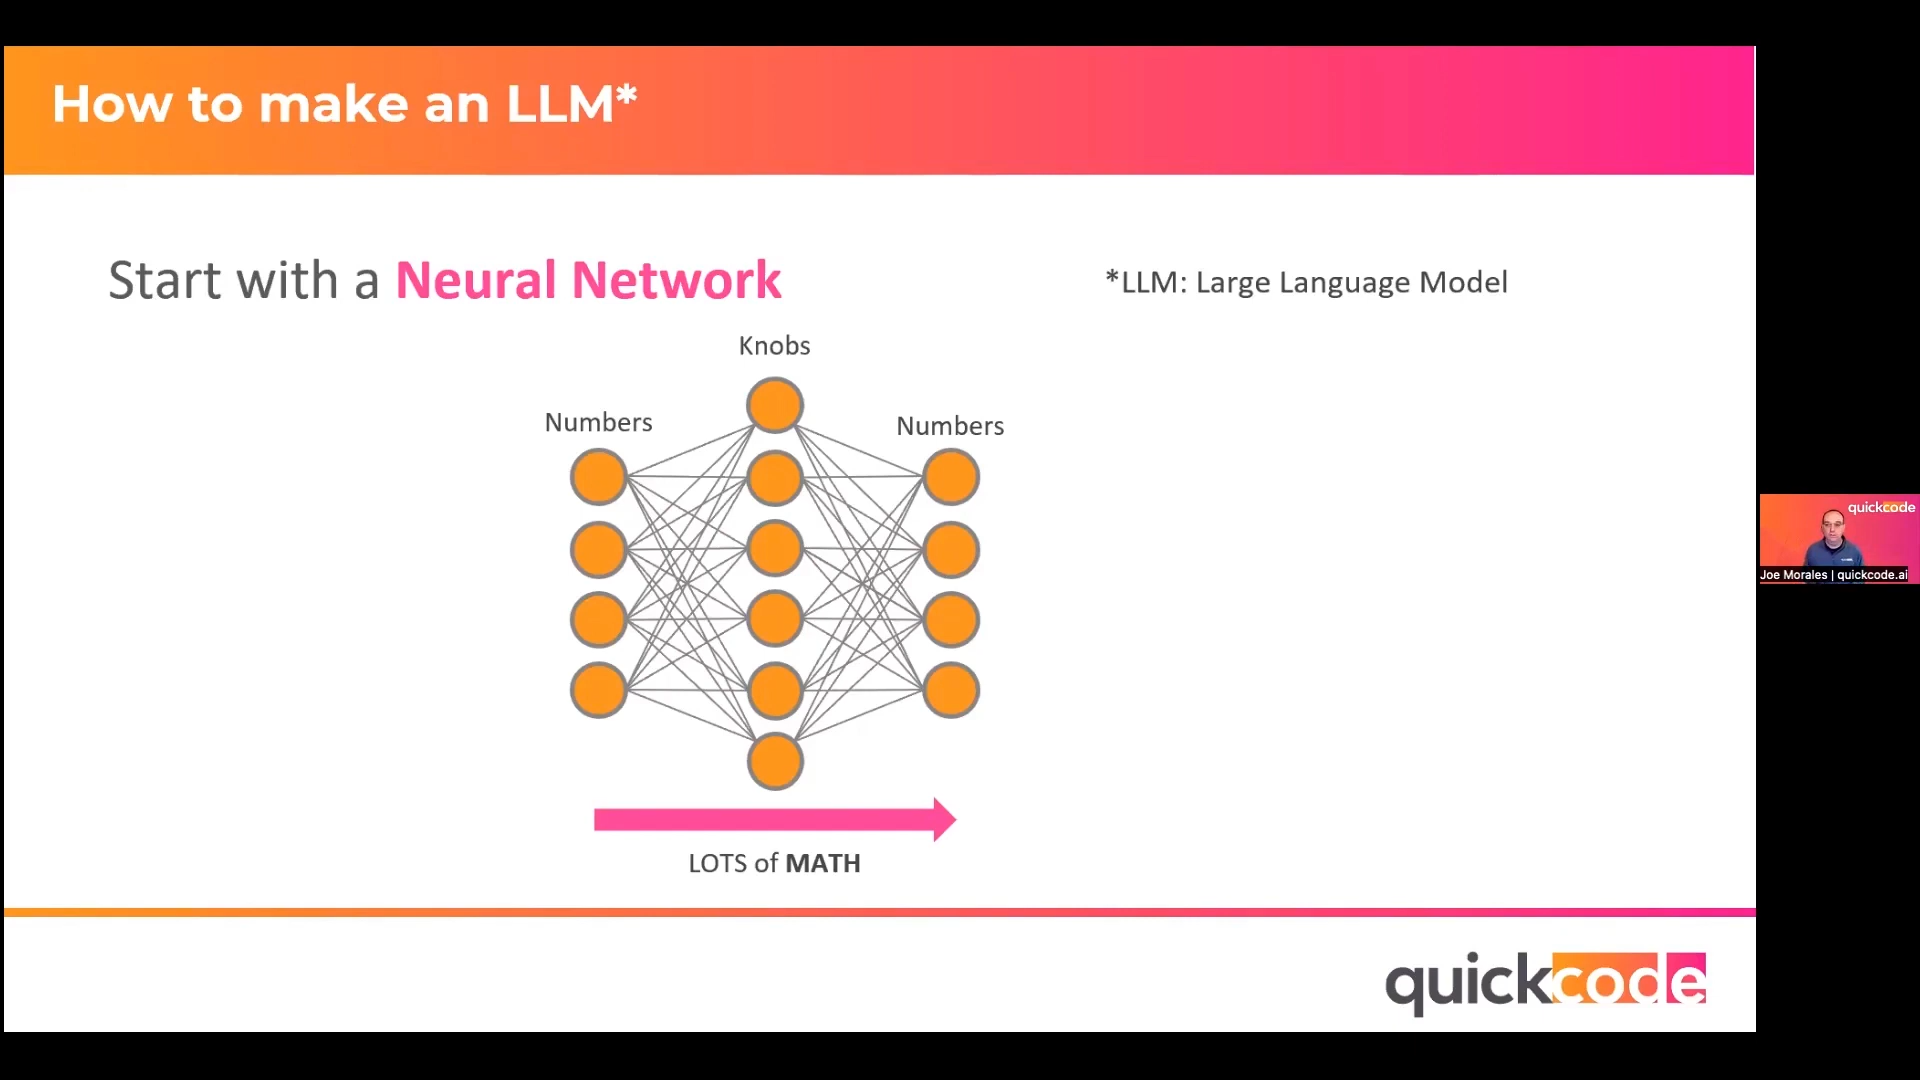 How to make an LLM*
Start with a Neural Network
*LLM: Large Language Model
Knobs
Numbers
Numbers
LOTS of MATH
quickcode
Joe Morales | quickcode.ai
quickcode